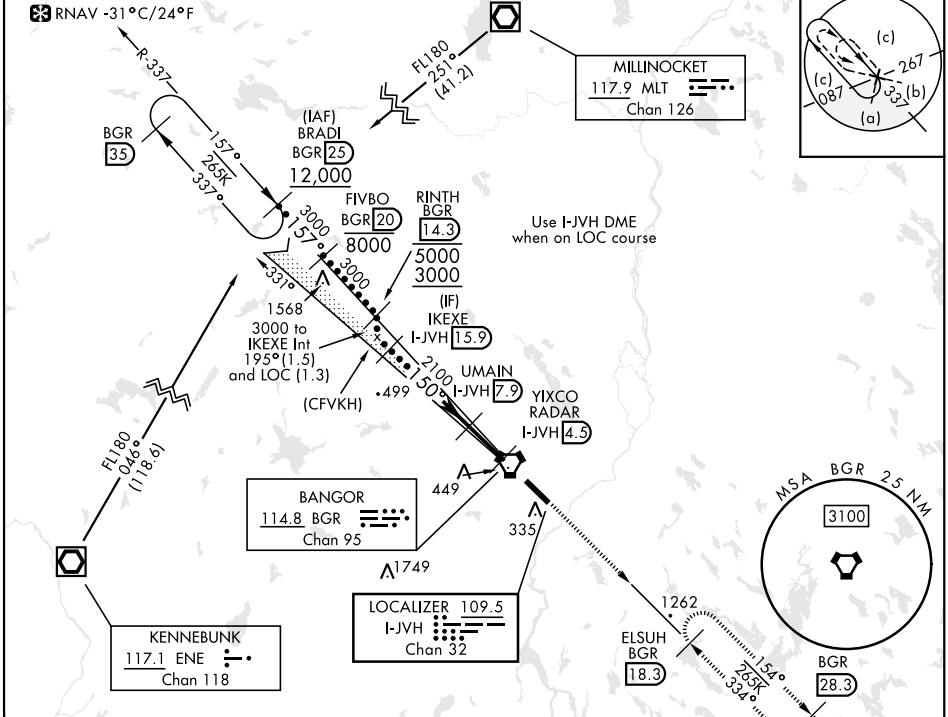 RNAV -31°C/24°F
R-337
FL180
251°
(41.2)
MILLINOCKET
117.9 MLT
Chan 126
(c)
267
(c)
087
(b)
337
(a)
BGR
35
157°
265K
337°
(IAF)
BRADI
BGR 25
12,000
FIVBO
BGR 20
8000
RINTH
BGR
14.3
5000
3000
Use I-JVH DME
when on LOC course
3000
157°
3000
331°
1568
3000 to
IKEXE Int
195° (1.5)
and LOC (1.3)
(CFVKH)
(IF)
IKEXE
I-JVH 15.9
2100
150°
.499
UMAIN
I-JVH 7.9
YIXCO
RADAR
I-JVH 4.5
FL180
046°
(118.6)
449
335
BANGOR
114.8 BGR
Chan 95
1749
MSA BGR 25 NM
3100
KENNEBUNK
117.1 ENE
Chan 118
LOCALIZER 109.5
I-JVH
Chan 32
1262
ELSUH
BGR
18.3
154°
265K
334°
BGR
28.3